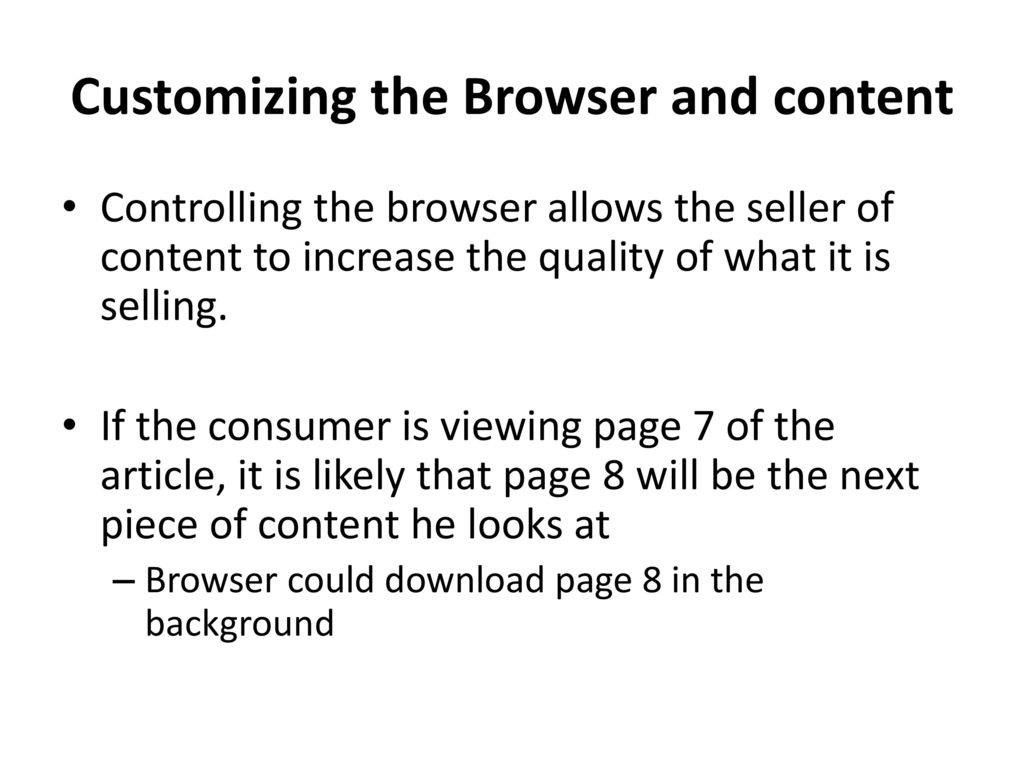 Customizing the Browser and content
• Controlling the browser allows the seller of
content to increase the quality of what it is
selling.
• If the consumer is viewing page 7 of the
article, it is likely that page 8 will be the next
piece of content he looks at
– Browser could download page 8 in the
background